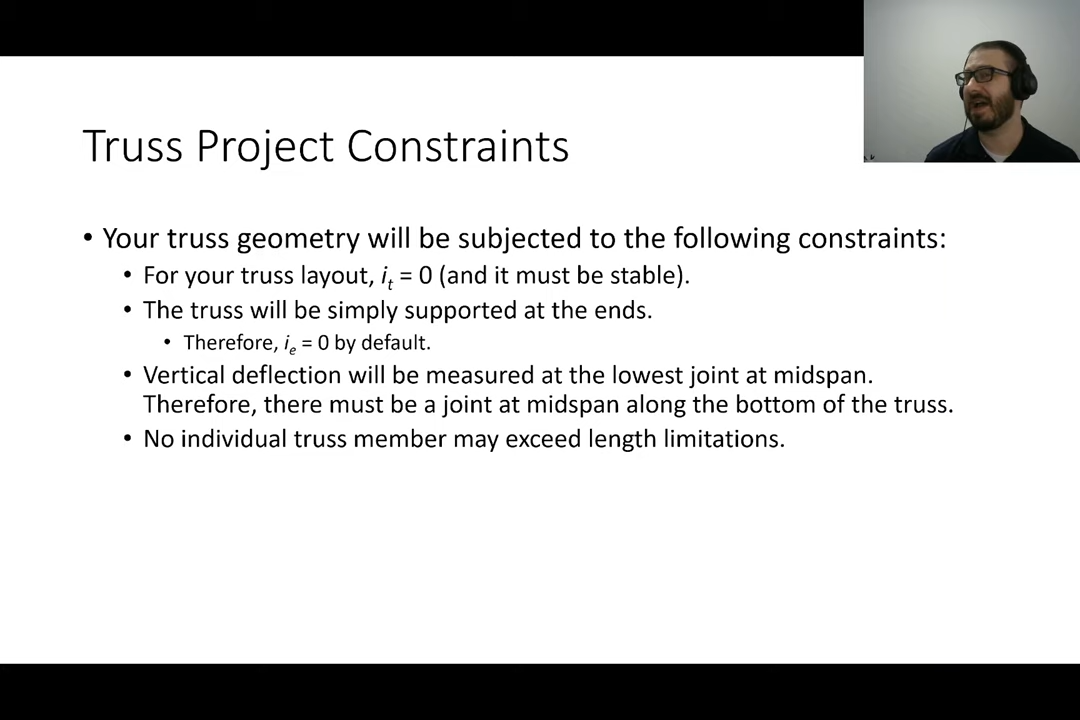 Truss Project Constraints
• Your truss geometry will be subjected to the following constraints:
• For your truss layout, iₜ = 0 (and it must be stable).
• The truss will be simply supported at the ends.
• Therefore, iₑ = 0 by default.
• Vertical deflection will be measured at the lowest joint at midspan.
Therefore, there must be a joint at midspan along the bottom of the truss.
• No individual truss member may exceed length limitations.